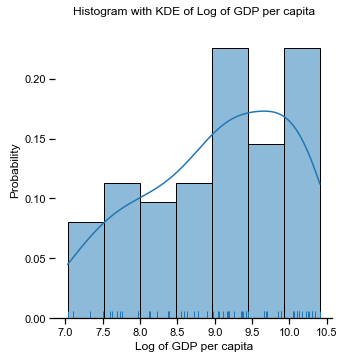 Histogram with KDE of Log of GDP per capita
0.20
0.15
0.10
0.05
0.00
Probability
7.0 7.5 8.0 8.5 9.0 9.5 10.0 10.5
Log of GDP per capita